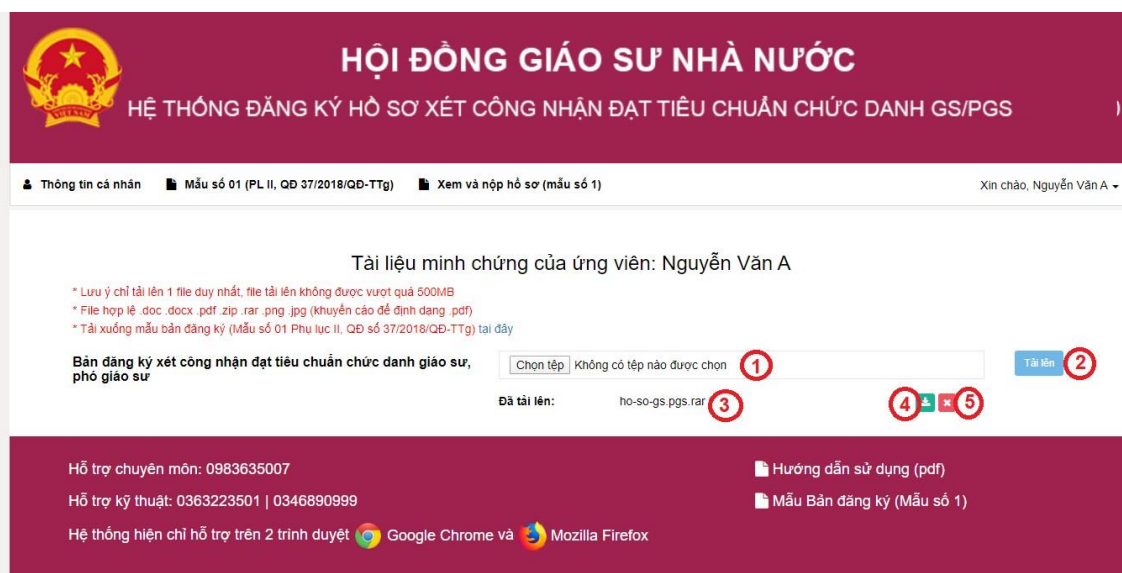 HỘI ĐỒNG GIÁO SƯ NHÀ NƯỚC
HỆ THỐNG ĐĂNG KÝ HỒ SƠ XÉT CÔNG NHẬN ĐẠT TIÊU CHUẨN CHỨC DANH GS/PGS
VIỆT NAM
Thông tin cá nhân Mẫu số 01 (PL II, QĐ 37/2018/QĐ-TTg) Xem và nộp hồ sơ (mẫu số 1) Xin chào, Nguyễn Văn A
Tài liệu minh chứng của ứng viên: Nguyễn Văn A
* Lưu ý chỉ tải lên 1 file duy nhất, file tải lên không được vượt quá 500MB
* File hợp lệ .doc .docx .pdf .zip .rar .png .jpg (khuyến cáo để định dạng .pdf)
* Tải xuống mẫu bản đăng ký (Mẫu số 01 Phụ lục II, QĐ số 37/2018/QĐ-TTg) tại đây
Bản đăng ký xét công nhận đạt tiêu chuẩn chức danh giáo sư, phó giáo sư
Chọn tệp Không có tệp nào được chọn 1 Tải lên 2
Đã tải lên: ho-so-gs.pgs.rar 3 4 5
Hỗ trợ chuyên môn: 0983635007
Hỗ trợ kỹ thuật: 0363223501 | 0346890999
Hệ thống hiện chỉ hỗ trợ trên 2 trình duyệt Google Chrome và Mozilla Firefox
Hướng dẫn sử dụng (pdf)
Mẫu Bản đăng ký (Mẫu số 1)